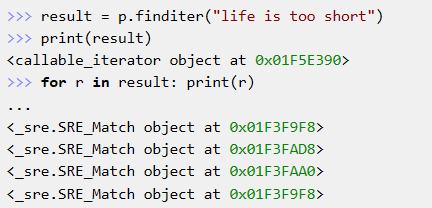 >>> result = p.finditer("life is too short")
>>> print(result)
<callable_iterator object at 0x01F5E390>
>>> for r in result: print(r)
...
<_sre.SRE_Match object at 0x01F3F9F8>
<_sre.SRE_Match object at 0x01F3FAD8>
<_sre.SRE_Match object at 0x01F3FAA0>
<_sre.SRE_Match object at 0x01F3F9F8>